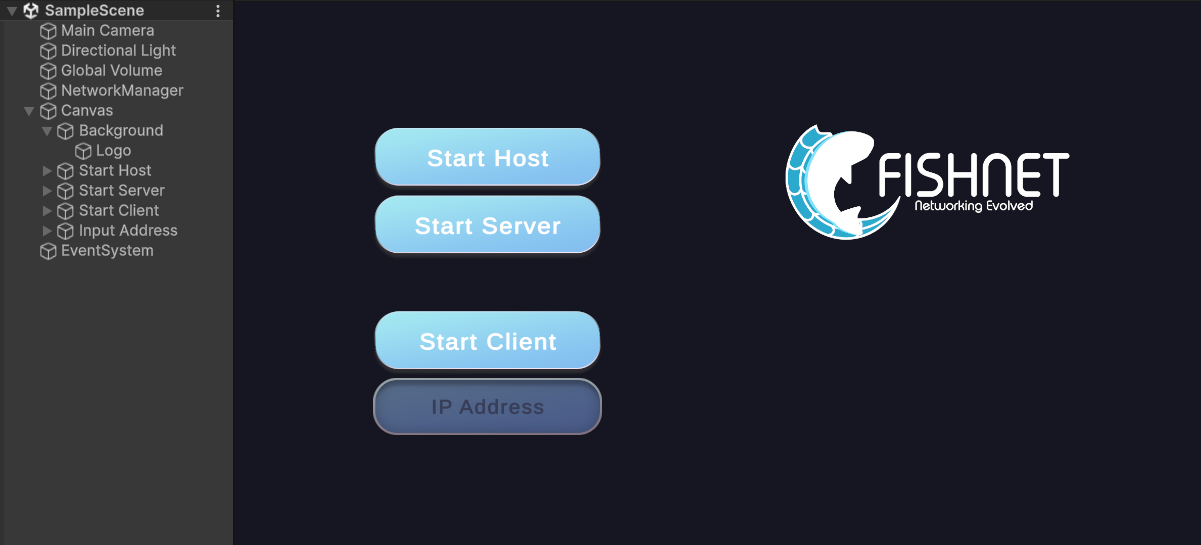 SampleScene
Main Camera
Directional Light
Global Volume
NetworkManager
Canvas
Background
Logo
Start Host
Start Server
Start Client
Input Address
EventSystem
Start Host
Start Server
Start Client
IP Address
FISHNET
Networking Evolved